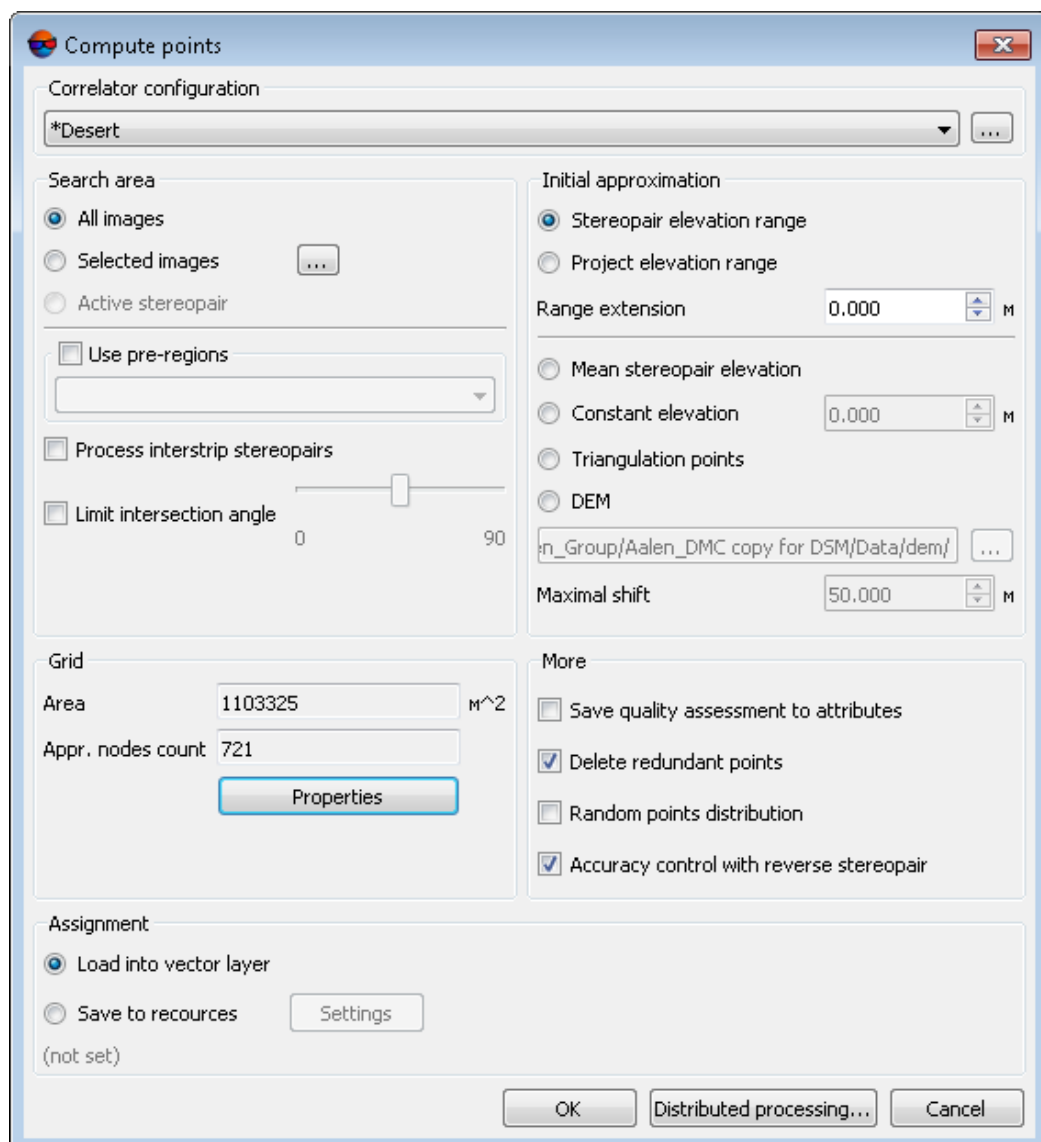 Compute points
Correlator configuration
*Desert
...
Search area
All images
Selected images
...
Active stereopair
Use pre-regions
Process interstrip stereopairs
Limit intersection angle
0 90
Initial approximation
Stereopair elevation range
Project elevation range
Range extension 0.000 м
Mean stereopair elevation
Constant elevation 0.000 м
Triangulation points
DEM
en_Group/Aalen_DMC copy for DSM/Data/dem/ ...
Maximal shift 50.000 м
Grid
Area 1103325 м^2
Appr. nodes count 721
Properties
More
Save quality assessment to attributes
Delete redundant points
Random points distribution
Accuracy control with reverse stereopair
Assignment
Load into vector layer
Save to recources Settings
(not set)
OK Distributed processing... Cancel